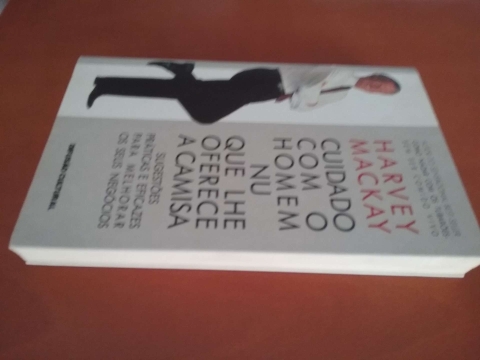 HARVEY
MACKAY
CUIDADO
COM O
HOMEM
NU
QUE LHE
OFERECE
A CAMISA
SUGESTÕES
PRÁTICAS E EFICAZES
PARA MELHORAR
OS SEUS NEGÓCIOS